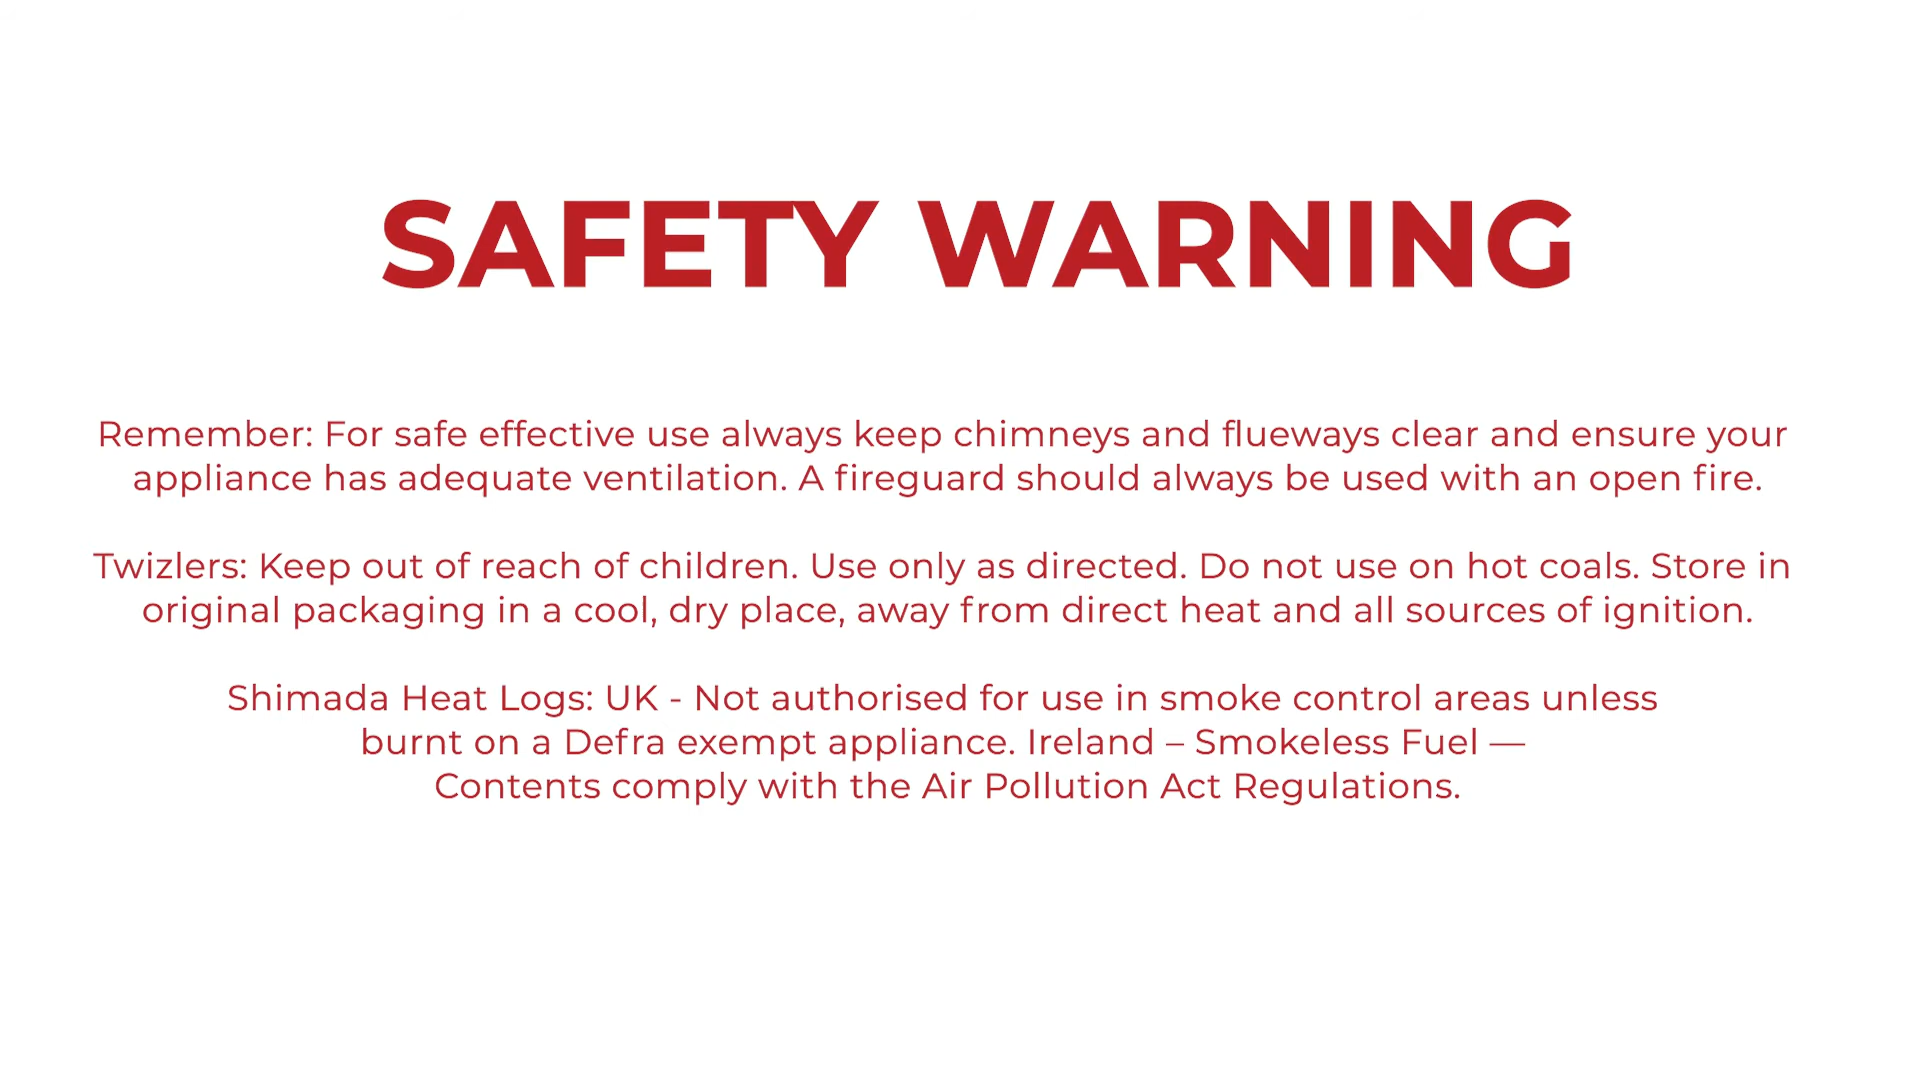 SAFETY WARNING
Remember: For safe effective use always keep chimneys and flueways clear and ensure your
appliance has adequate ventilation. A fireguard should always be used with an open fire.
Twizlers: Keep out of reach of children. Use only as directed. Do not use on hot coals. Store in
original packaging in a cool, dry place, away from direct heat and all sources of ignition.
Shimada Heat Logs: UK - Not authorised for use in smoke control areas unless
burnt on a Defra exempt appliance. Ireland – Smokeless Fuel —
Contents comply with the Air Pollution Act Regulations.